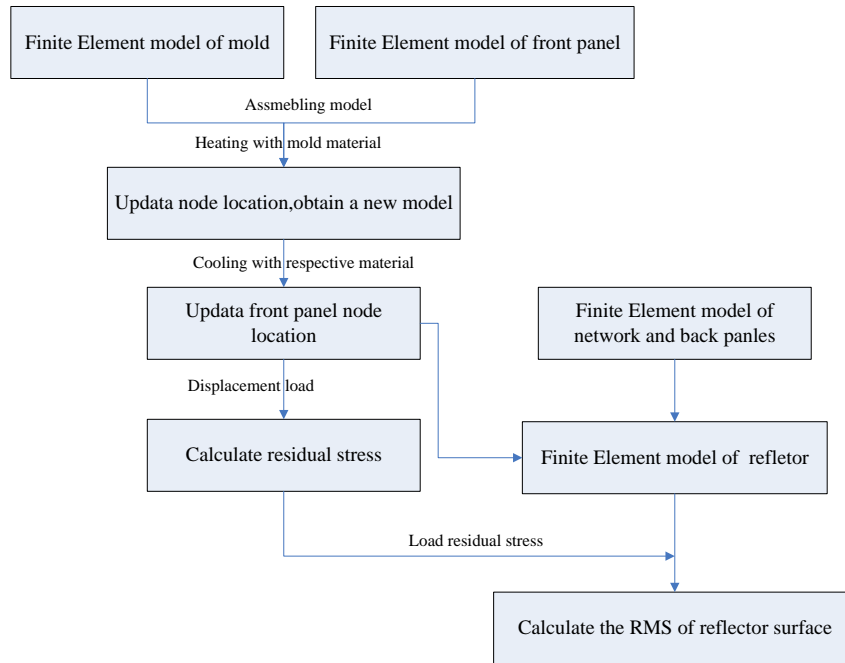 Finite Element model of mold
Finite Element model of front panel
Assmebling model
Heating with mold material
Updata node location,obtain a new model
Cooling with respective material
Updata front panel node
location
Finite Element model of
network and back panles
Displacement load
Calculate residual stress
Finite Element model of refletor
Load residual stress
Calculate the RMS of reflector surface